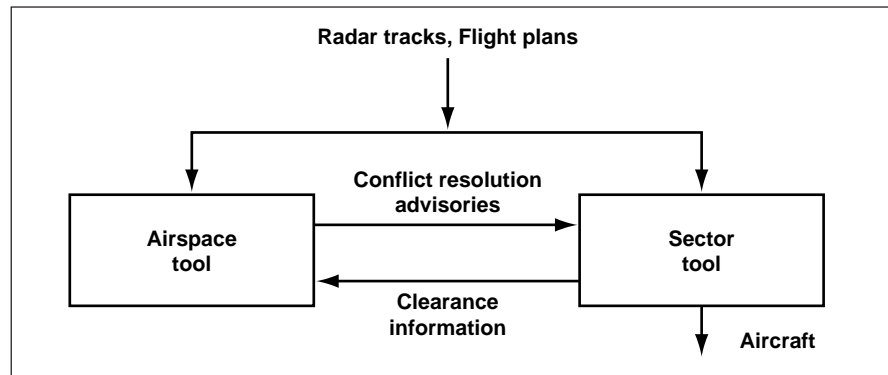 Radar tracks, Flight plans
Conflict resolution
advisories
Airspace
tool
Sector
tool
Clearance
information
Aircraft